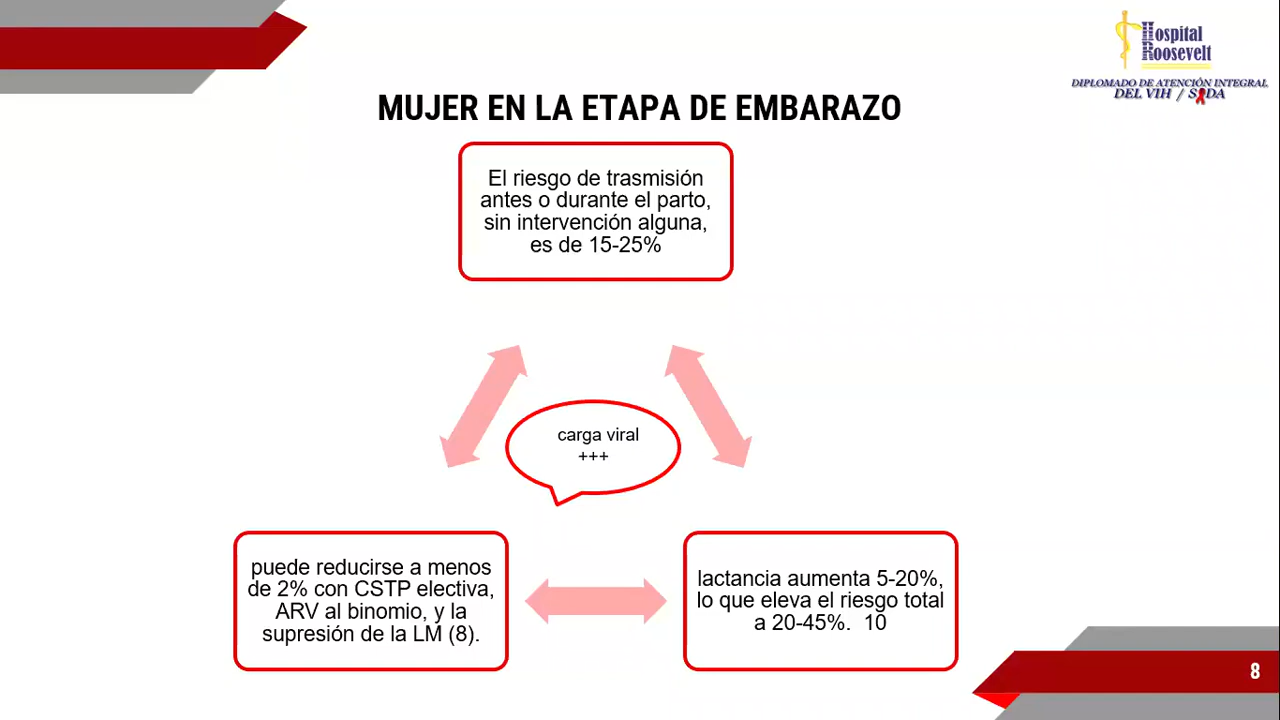 Hospital
Roosevelt
DIPLOMADO DE ATENCIÓN INTEGRAL
DEL VIH / SIDA
MUJER EN LA ETAPA DE EMBARAZO
El riesgo de trasmisión
antes o durante el parto,
sin intervención alguna,
es de 15-25%
carga viral
+++
puede reducirse a menos
de 2% con CSTP electiva,
ARV al binomio, y la
supresión de la LM (8).
lactancia aumenta 5-20%,
lo que eleva el riesgo total
a 20-45%. 10
8